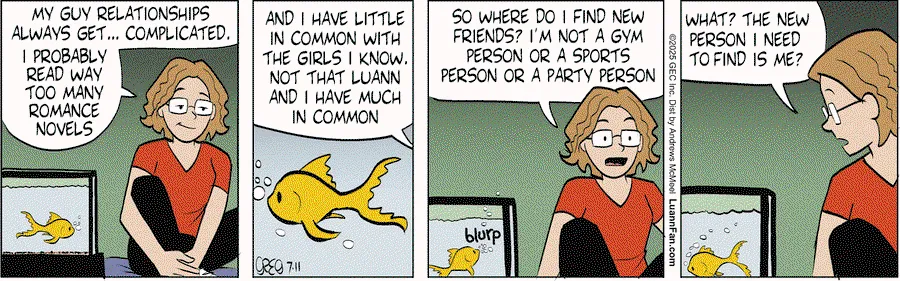 MY GUY RELATIONSHIPS
ALWAYS GET... COMPLICATED.
I PROBABLY
READ WAY
TOO MANY
ROMANCE
NOVELS
AND I HAVE LITTLE
IN COMMON WITH
THE GIRLS I KNOW.
NOT THAT LUANN
AND I HAVE MUCH
IN COMMON
GREG 7-11
SO WHERE DO I FIND NEW
FRIENDS? I'M NOT A GYM
PERSON OR A SPORTS
PERSON OR A PARTY PERSON
blurp
©2025 GEC Inc. Dist by Andrews McMeel LuannFan.com
WHAT? THE NEW
PERSON I NEED
TO FIND IS ME?